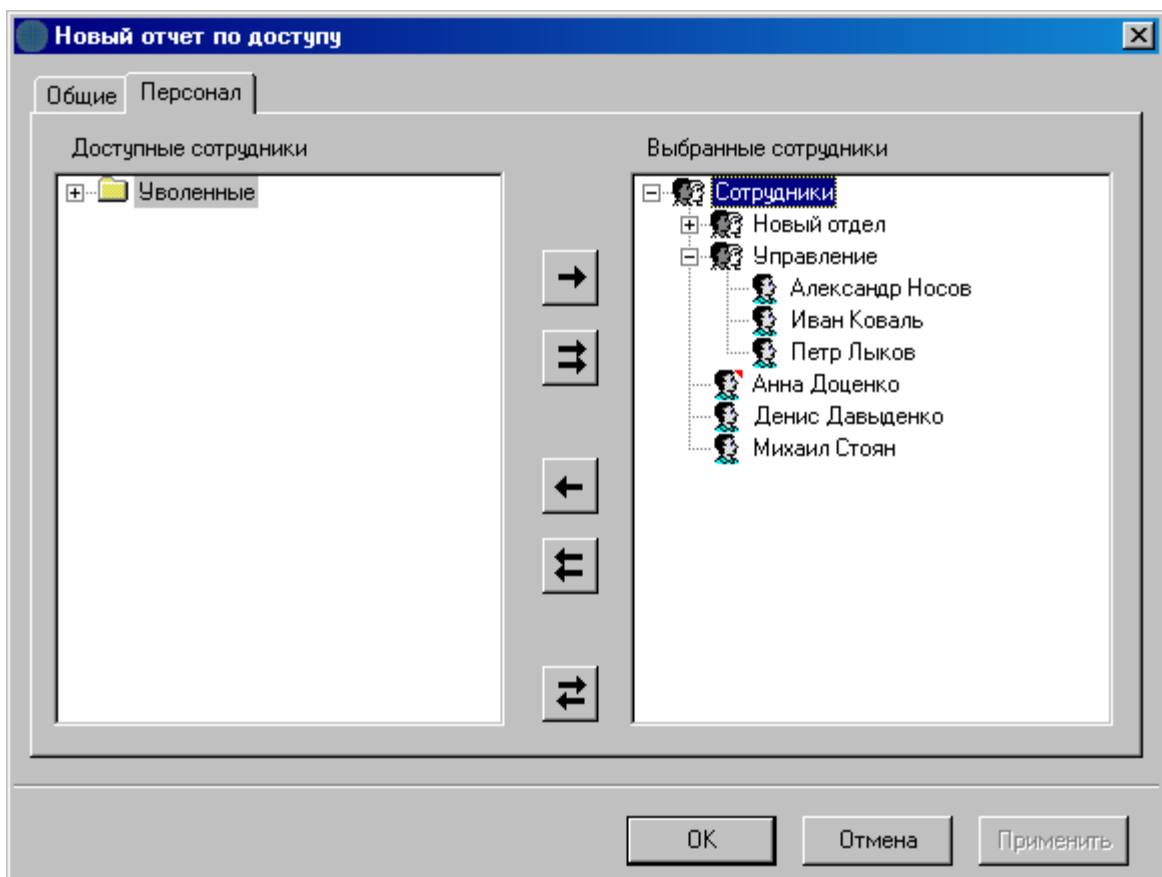 Новый отчет по доступу
Общие
Персонал
Доступные сотрудники
Выбранные сотрудники
Уволенные
Сотрудники
Новый отдел
Управление
Александр Носов
Иван Коваль
Петр Лыков
Анна Доценко
Денис Давыденко
Михаил Стоян
OK
Отмена
Применить